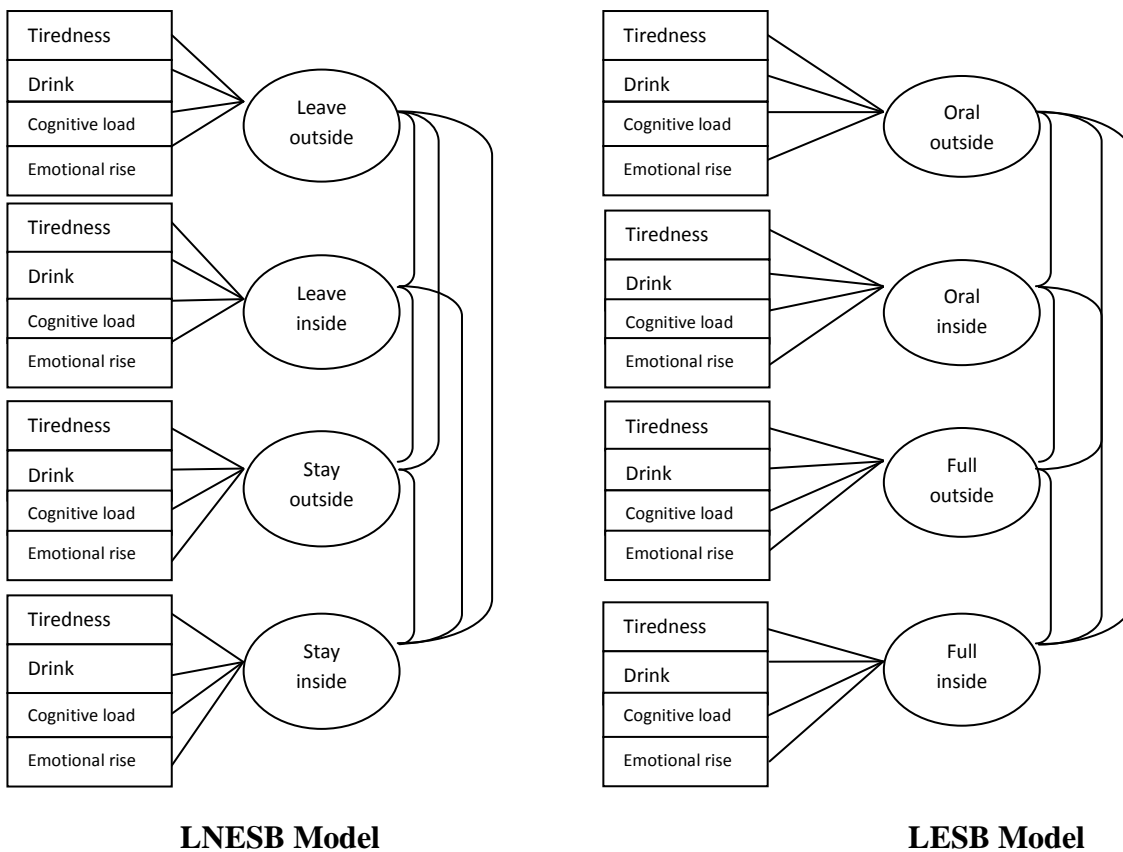 Tiredness
Drink
Cognitive load
Emotional rise
Leave
outside
Tiredness
Drink
Cognitive load
Emotional rise
Leave
inside
Tiredness
Drink
Cognitive load
Emotional rise
Stay
outside
Tiredness
Drink
Cognitive load
Emotional rise
Stay
inside
LNESB Model
Tiredness
Drink
Cognitive load
Emotional rise
Oral
outside
Tiredness
Drink
Cognitive load
Emotional rise
Oral
inside
Tiredness
Drink
Cognitive load
Emotional rise
Full
outside
Tiredness
Drink
Cognitive load
Emotional rise
Full
inside
LESB Model